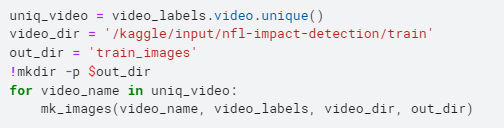 uniq_video = video_labels.video.unique()
video_dir = '/kaggle/input/nfl-impact-detection/train'
out_dir = 'train_images'
!mkdir -p $out_dir
for video_name in uniq_video:
    mk_images(video_name, video_labels, video_dir, out_dir)